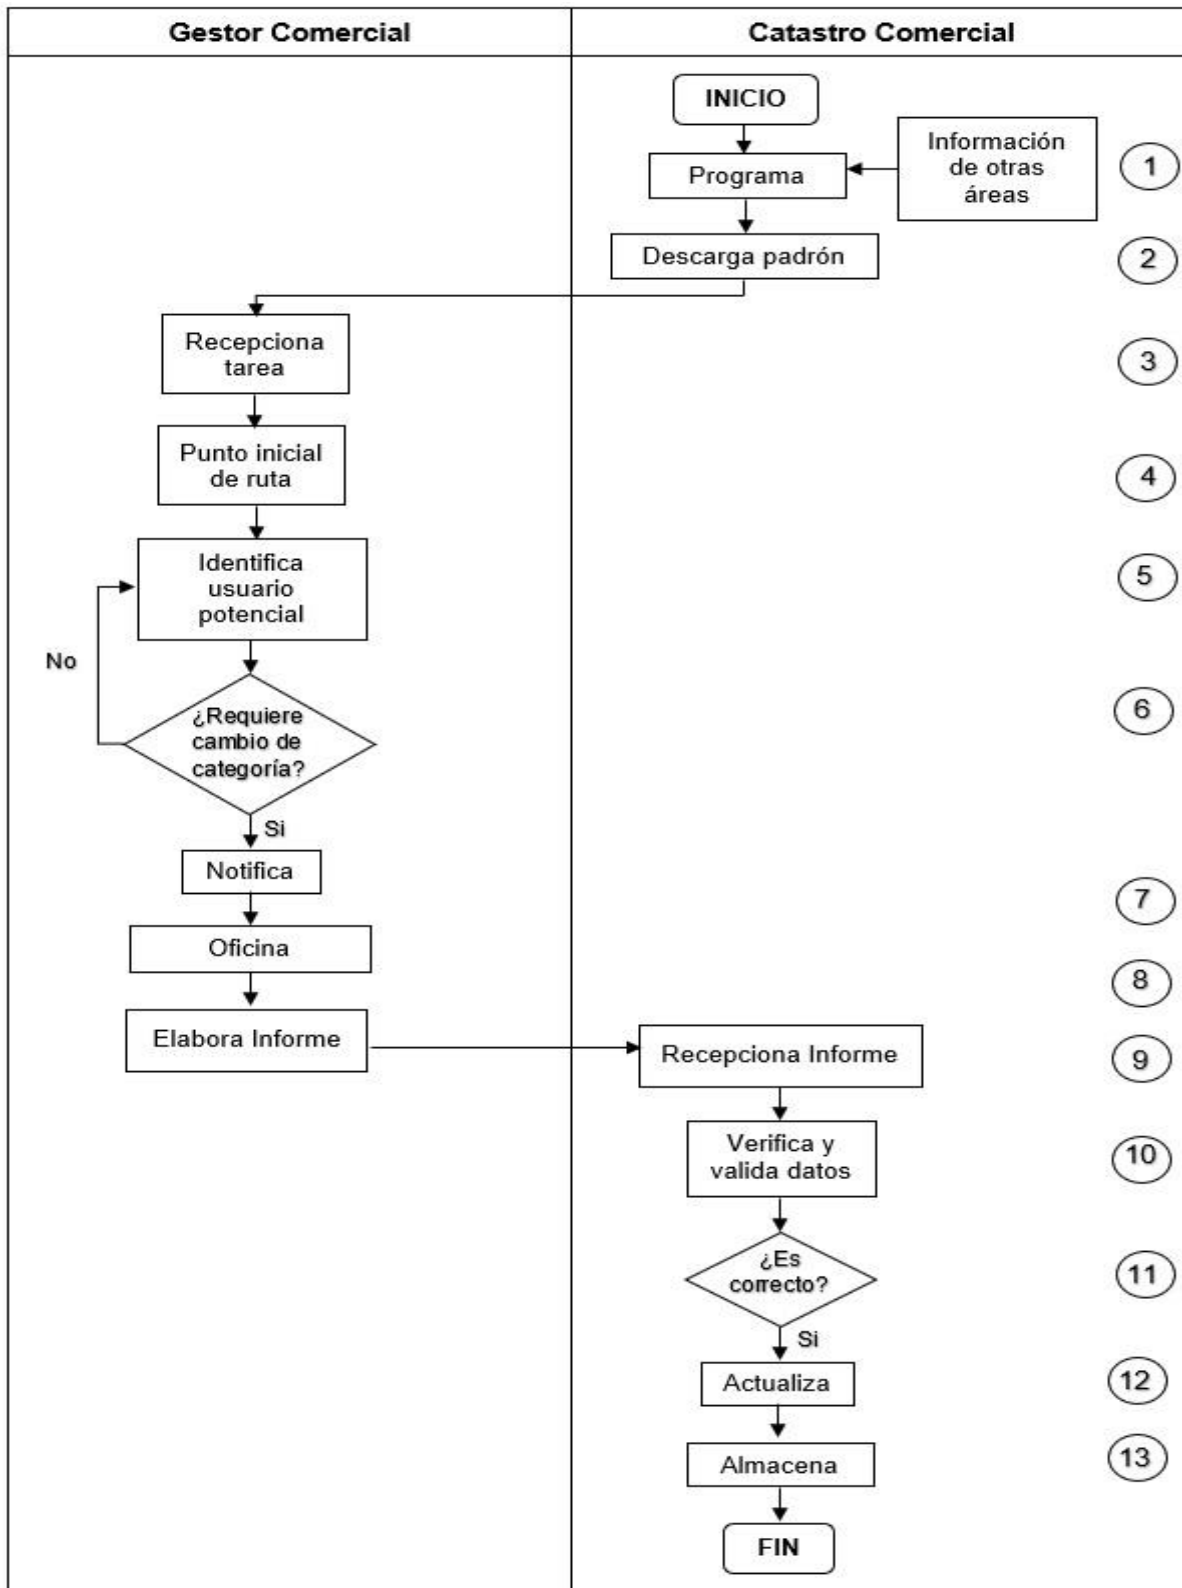 Gestor Comercial
Catastro Comercial
INICIO
Programa
Información
de otras
áreas
1
Descarga padrón
2
Recepciona
tarea
3
Punto inicial
de ruta
4
Identifica
usuario
potencial
5
No
¿Requiere
cambio de
categoría?
6
Si
Notifica
7
Oficina
8
Elabora Informe
Recepciona Informe
9
Verifica y
valida datos
10
¿Es
correcto?
11
Si
Actualiza
12
Almacena
13
FIN